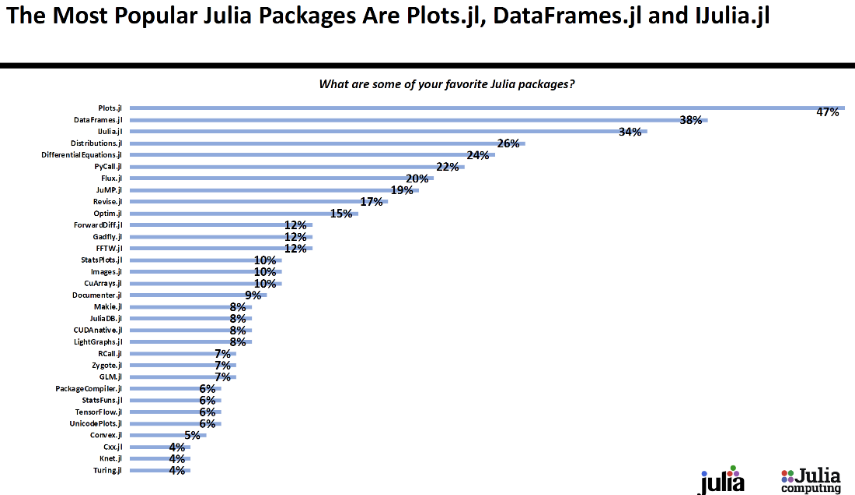 The Most Popular Julia Packages Are Plots.jl, DataFrames.jl and IJulia.jl
What are some of your favorite Julia packages?
Plots.jl 47%
DataFrames.jl 38%
IJulia.jl 34%
Distributions.jl 26%
DifferentialEquations.jl 24%
PyCall.jl 22%
Flux.jl 20%
JuMP.jl 19%
Revise.jl 17%
Optim.jl 15%
ForwardDiff.jl 12%
Gadfly.jl 12%
FFTW.jl 12%
StatsPlots.jl 10%
Images.jl 10%
CuArrays.jl 10%
Documenter.jl 9%
Makie.jl 8%
JuliaDB.jl 8%
CUDAnative.jl 8%
LightGraphs.jl 8%
RCall.jl 7%
Zygote.jl 7%
GLM.jl 7%
PackageCompiler.jl 6%
StatsFuns.jl 6%
TensorFlow.jl 6%
UnicodePlots.jl 6%
Convex.jl 5%
Cxx.jl 4%
Knet.jl 4%
Turing.jl 4%
julia
Julia
computing